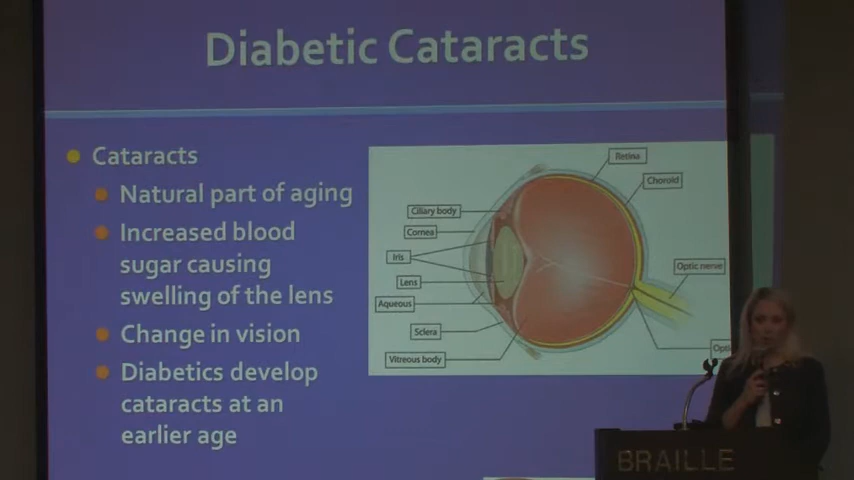 Diabetic Cataracts
Cataracts
Natural part of aging
Increased blood
sugar causing
swelling of the lens
Change in vision
Diabetics develop
cataracts at an
earlier age
Retina
Choroid
Ciliary body
Cornea
Iris
Optic nerve
Lens
Aqueous
Sclera
Vitreous body
BRAILLE